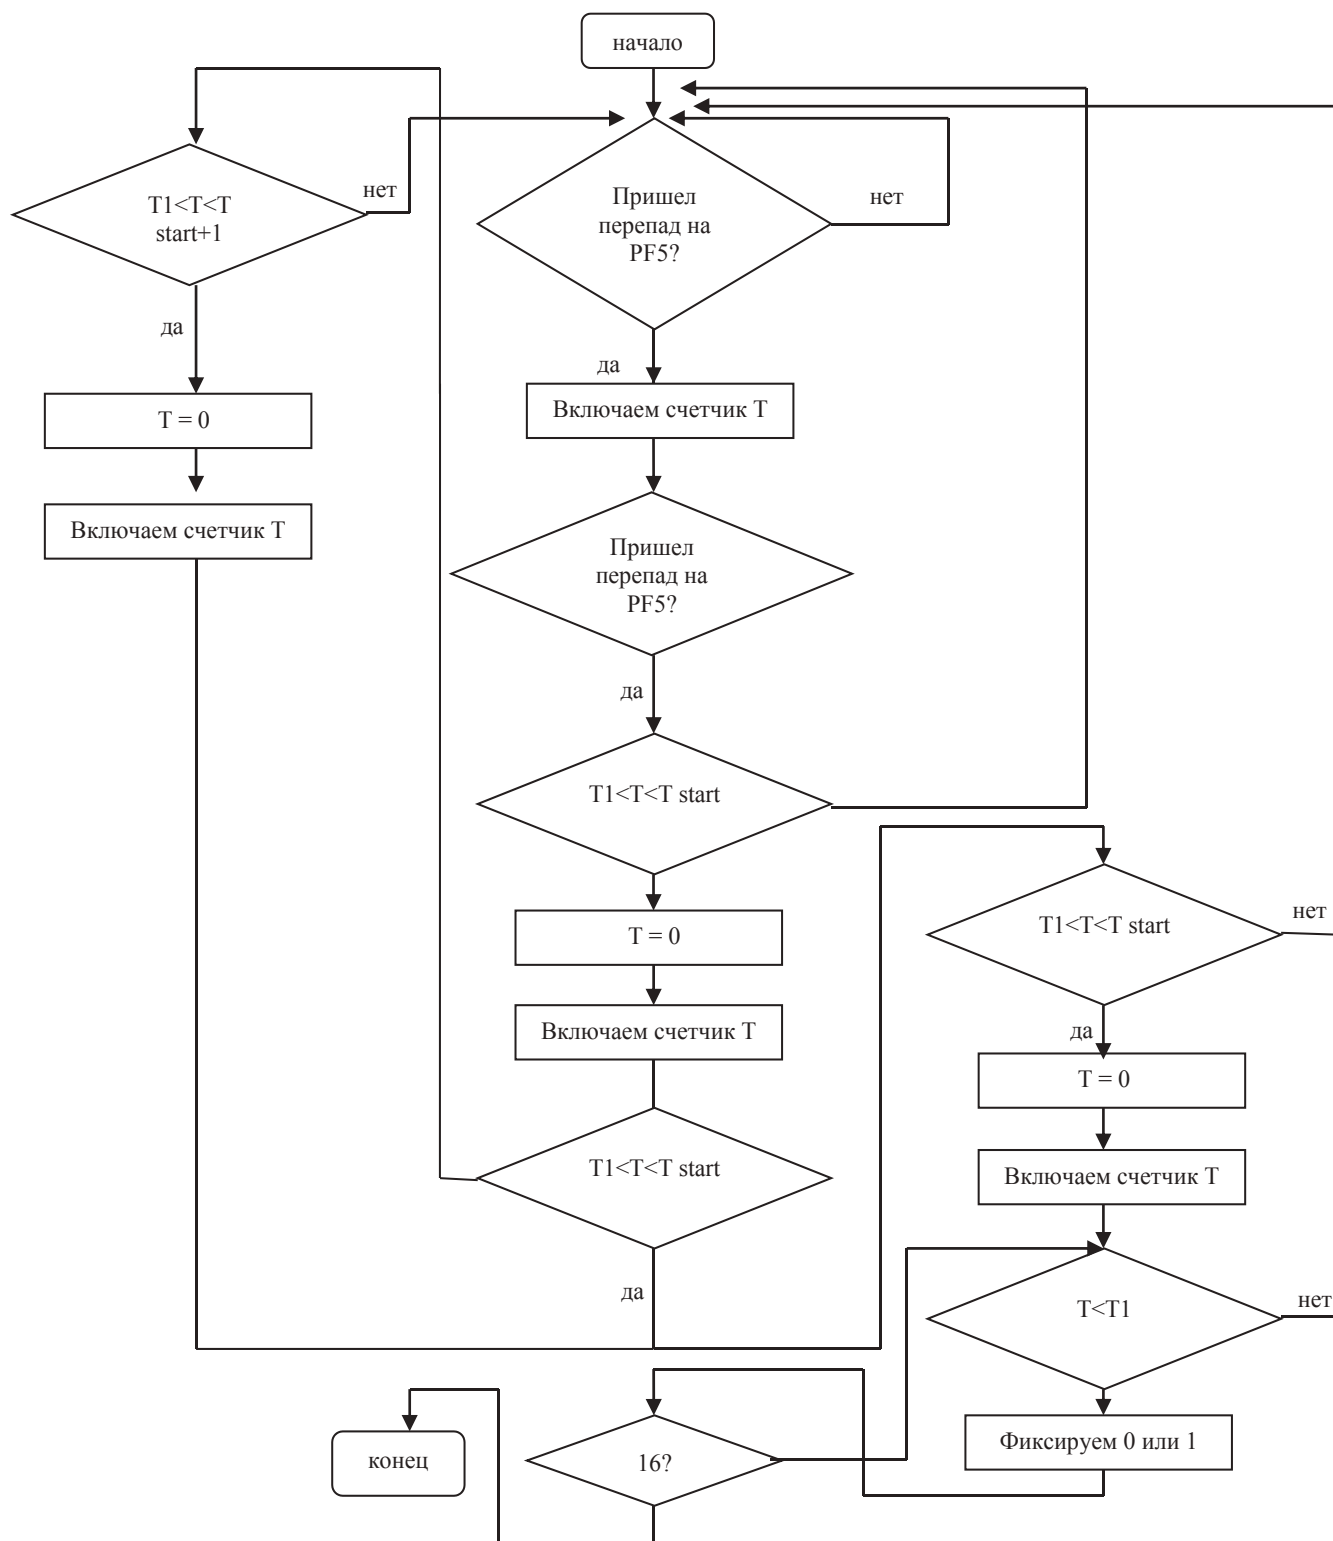 начало
T1<T<T
start+1
нет
Пришел
перепад на
PF5?
нет
да
да
T = 0
Включаем счетчик T
Включаем счетчик T
Пришел
перепад на
PF5?
да
T1<T<T start
T = 0
T1<T<T start
нет
Включаем счетчик T
да
T = 0
T1<T<T start
Включаем счетчик T
да
T<T1
нет
конец
16?
Фиксируем 0 или 1